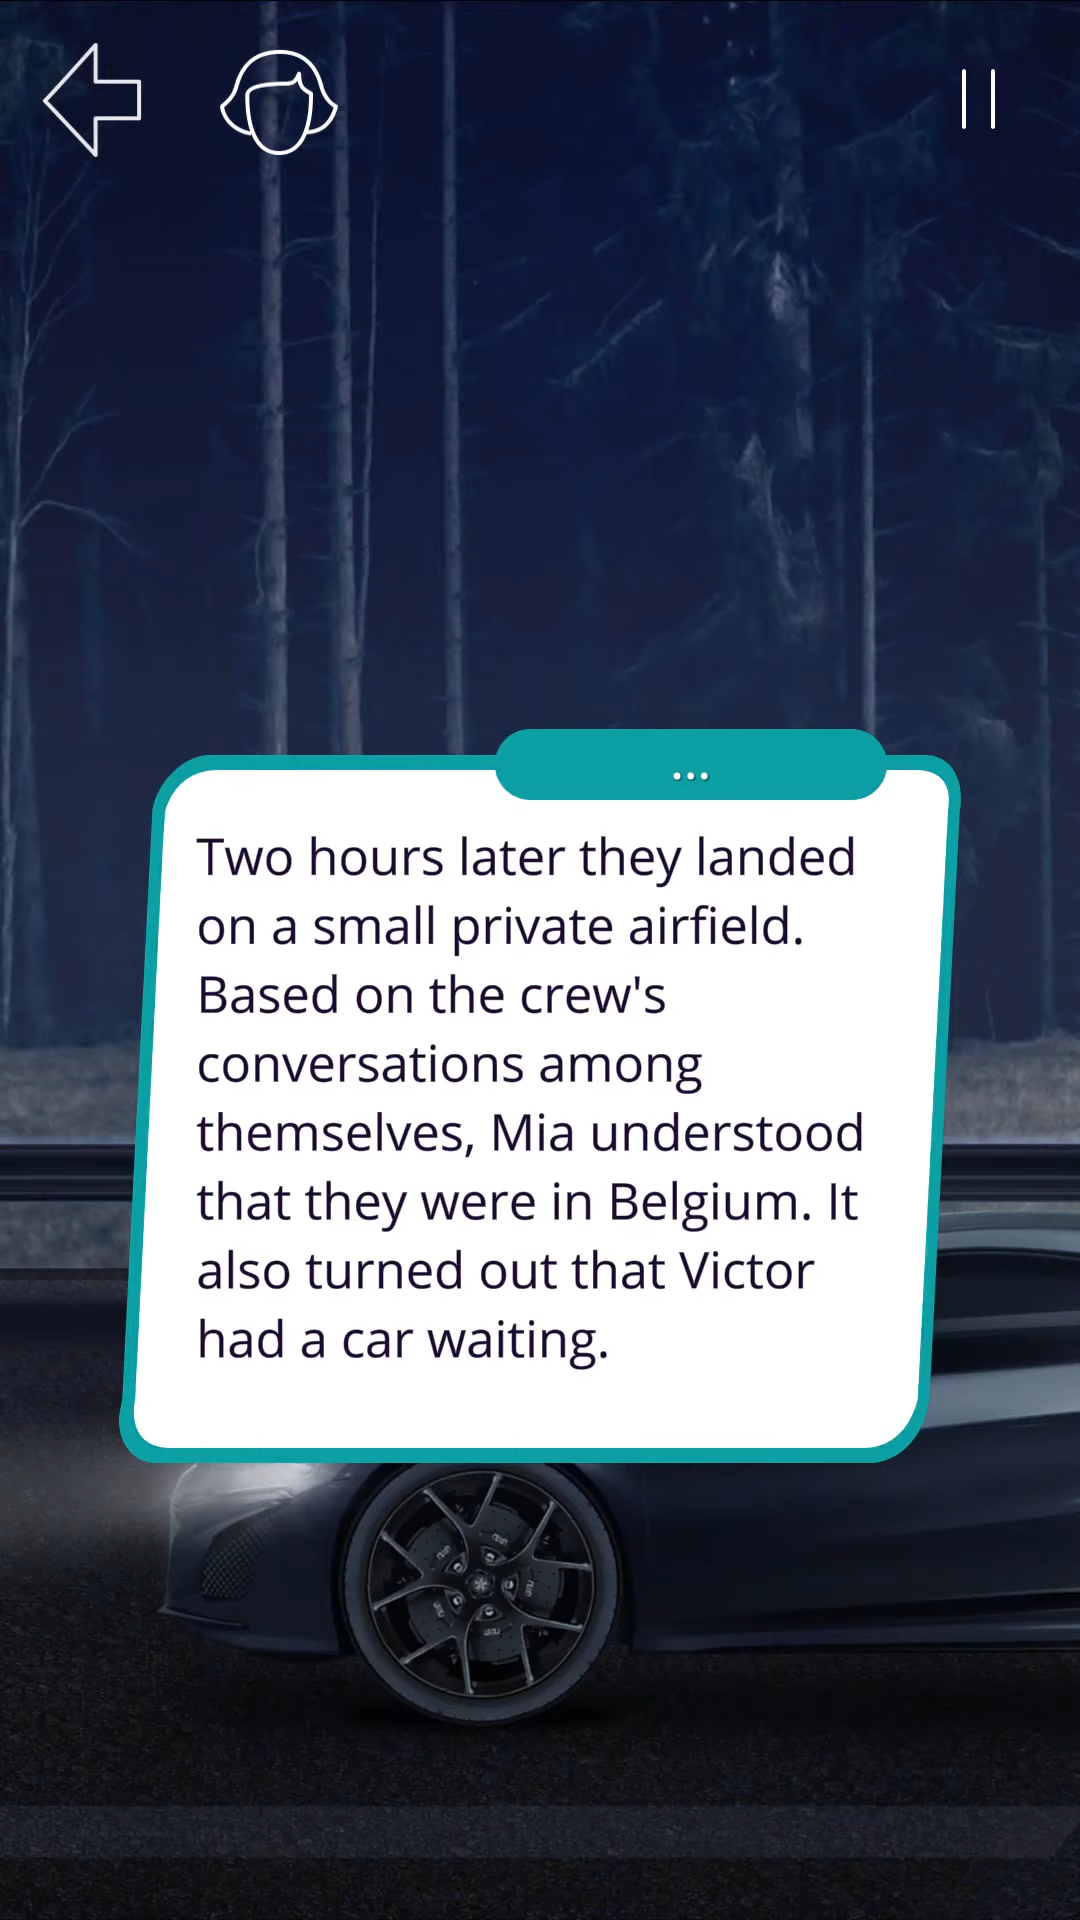 ...
Two hours later they landed
on a small private airfield.
Based on the crew's
conversations among
themselves, Mia understood
that they were in Belgium. It
also turned out that Victor
had a car waiting.